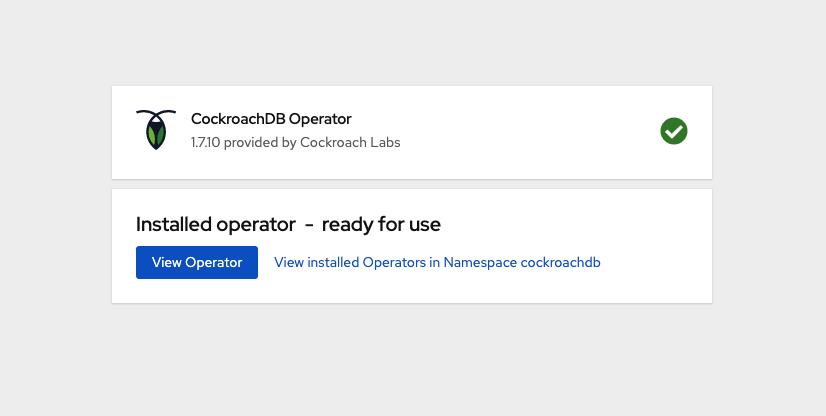 CockroachDB Operator
1.7.10 provided by Cockroach Labs
Installed operator - ready for use
View Operator
View installed Operators in Namespace cockroachdb